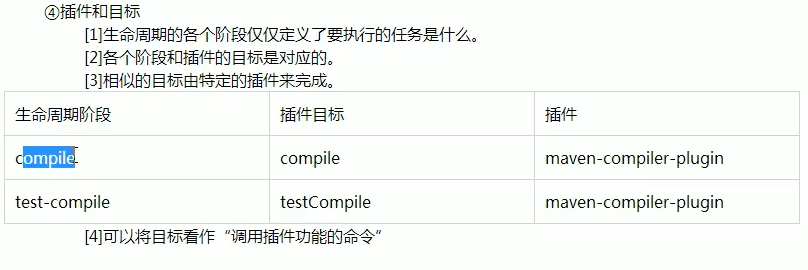 ④插件和目标
[1]生命周期的各个阶段仅仅定义了要执行的任务是什么。
[2]各个阶段和插件的目标是对应的。
[3]相似的目标由特定的插件来完成。
生命周期阶段 插件目标 插件
compile compile maven-compiler-plugin
test-compile testCompile maven-compiler-plugin
[4]可以将目标看作“调用插件功能的命令”